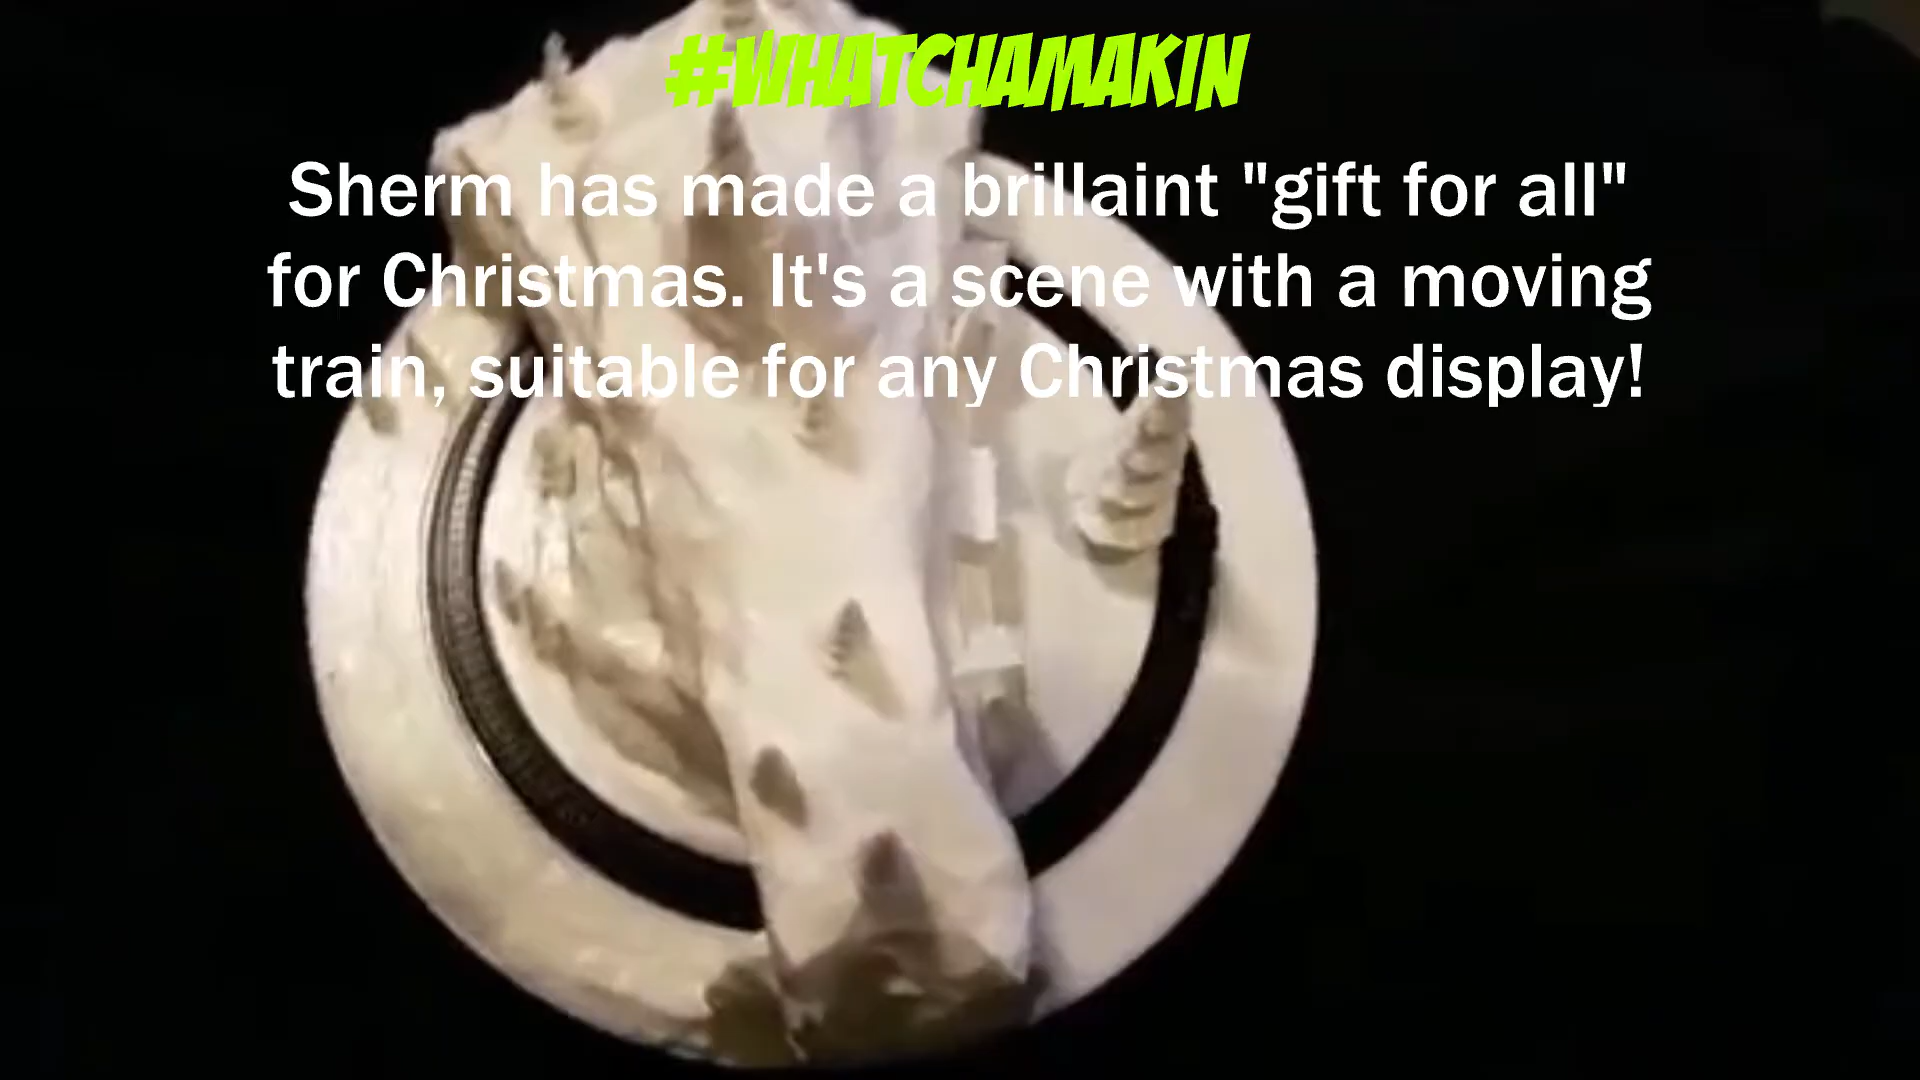 #WHATCHAMAKIN
Sherm has made a brillaint "gift for all"
for Christmas. It's a scene with a moving
train, suitable for any Christmas display!